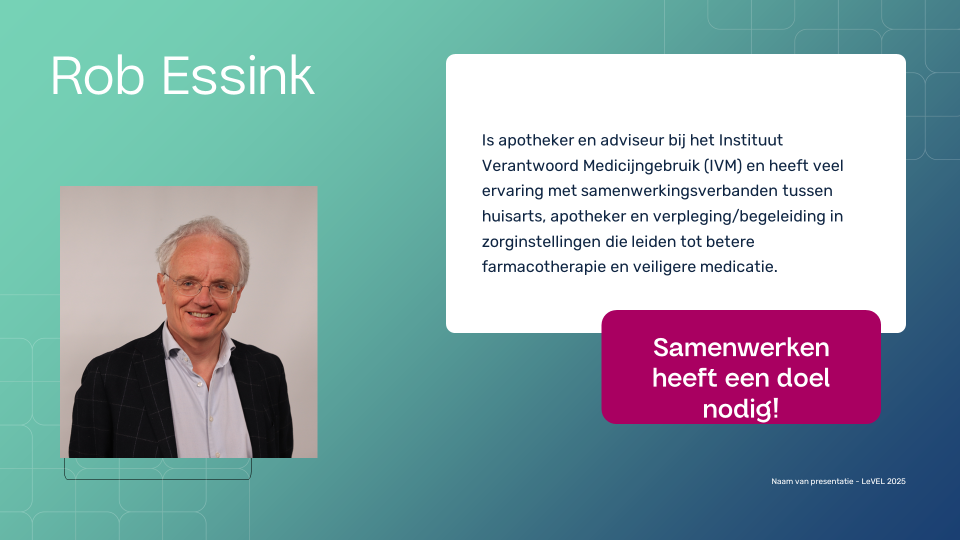 Rob Essink
Is apotheker en adviseur bij het Instituut
Verantwoord Medicijngebruik (IVM) en heeft veel
ervaring met samenwerkingsverbanden tussen
huisarts, apotheker en verpleging/begeleiding in
zorginstellingen die leiden tot betere
farmacotherapie en veiligere medicatie.
Samenwerken
heeft een doel
nodig!
Naam van presentatie - LeVEL 2025